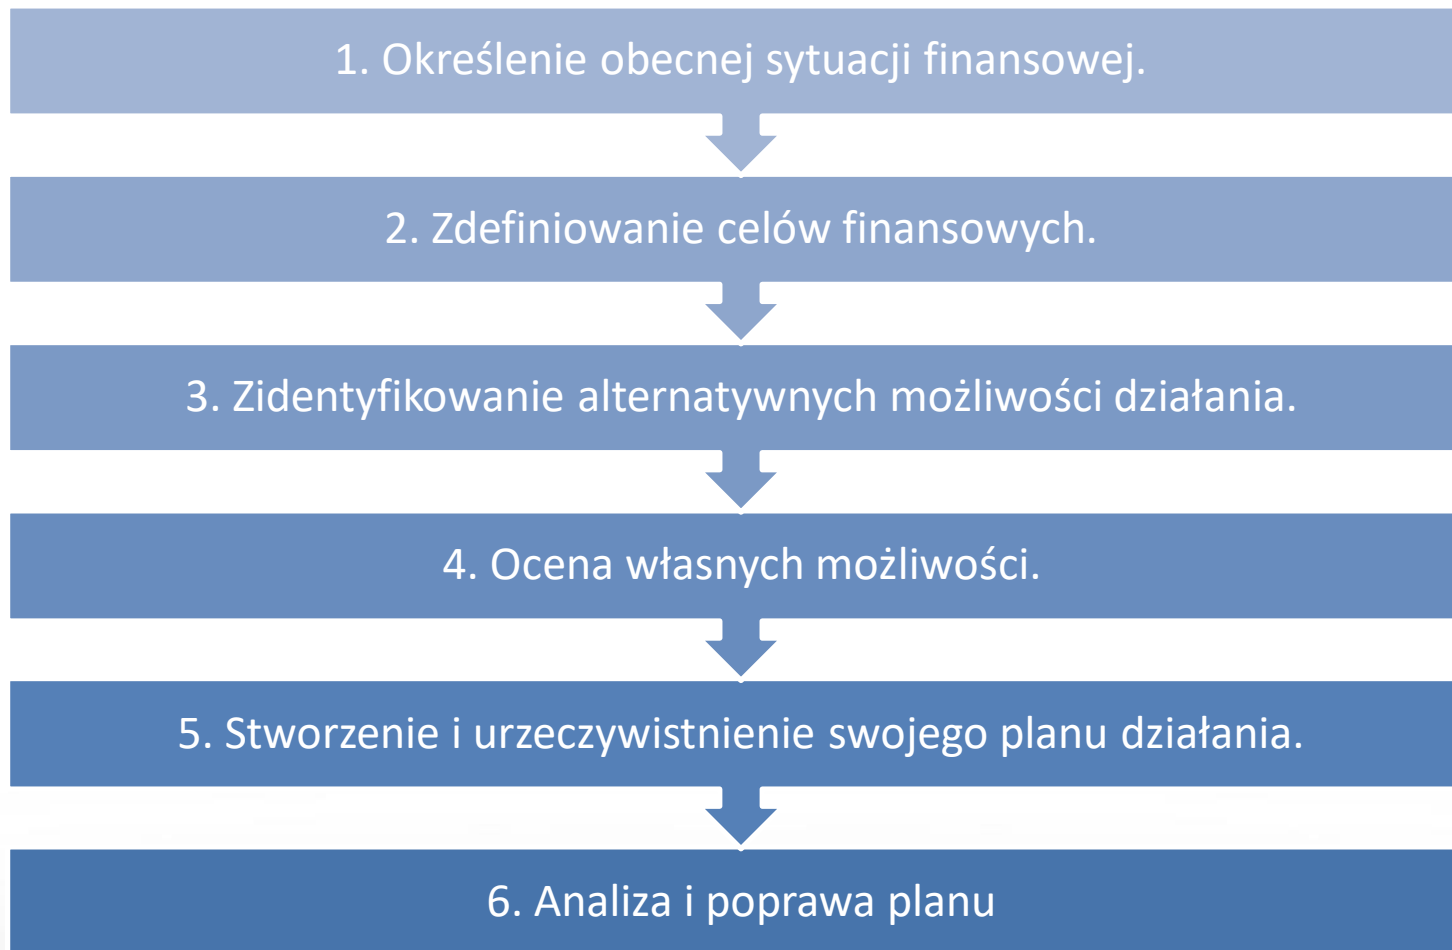 1. Określenie obecnej sytuacji finansowej.
2. Zdefiniowanie celów finansowych.
3. Zidentyfikowanie alternatywnych możliwości działania.
4. Ocena własnych możliwości.
5. Stworzenie i urzeczywistnienie swojego planu działania.
6. Analiza i poprawa planu